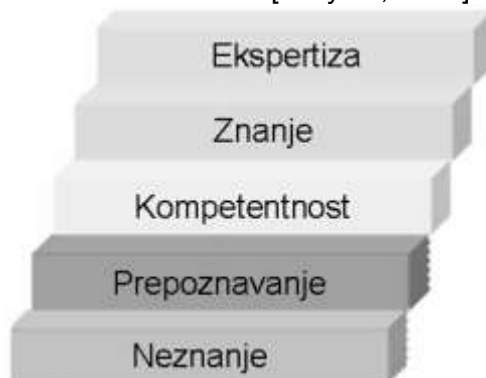 Ekspertiza
Znanje
Kompetentnost
Prepoznavanje
Neznanje